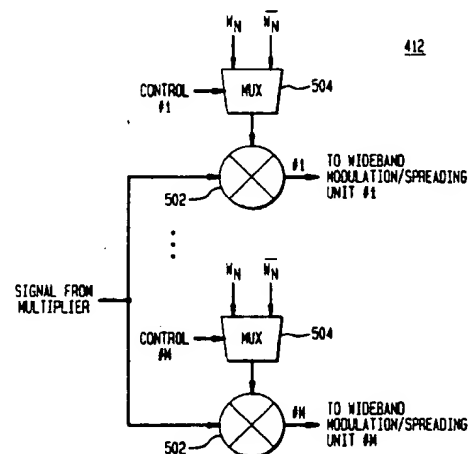 W_N W̅_N
412
CONTROL #1
MUX
504
502
#1
TO WIDEBAND
MODULATION/SPREADING
UNIT #1
SIGNAL FROM
MULTIPLIER
W_N W̅_N
CONTROL
#M
MUX
504
502
#M
TO WIDEBAND
MODULATION/SPREADING
UNIT #M